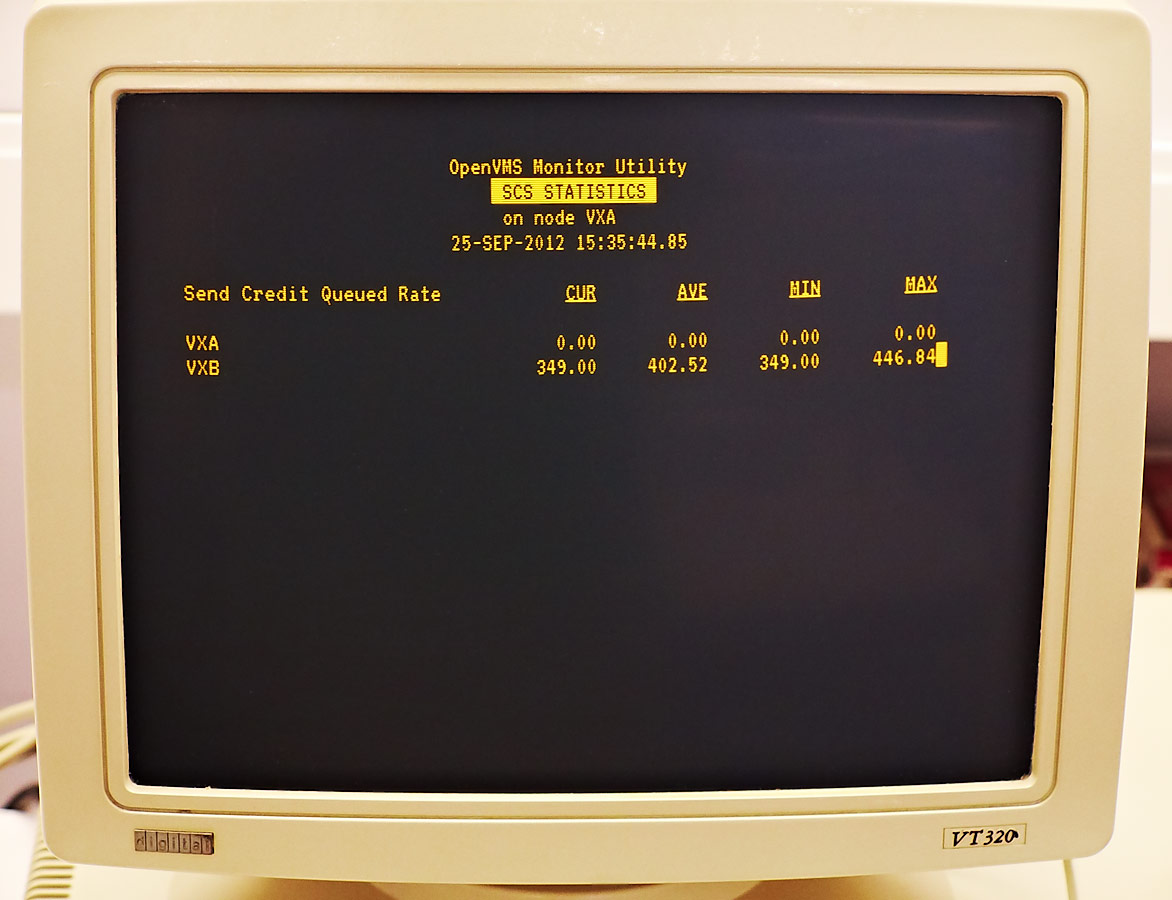 OpenVMS Monitor Utility
SCS STATISTICS
on node VXA
25-SEP-2012 15:35:44.85
Send Credit Queued Rate CUR AVE MIN MAX
VXA 0.00 0.00 0.00 0.00
VXB 349.00 402.52 349.00 446.84
digital VT320